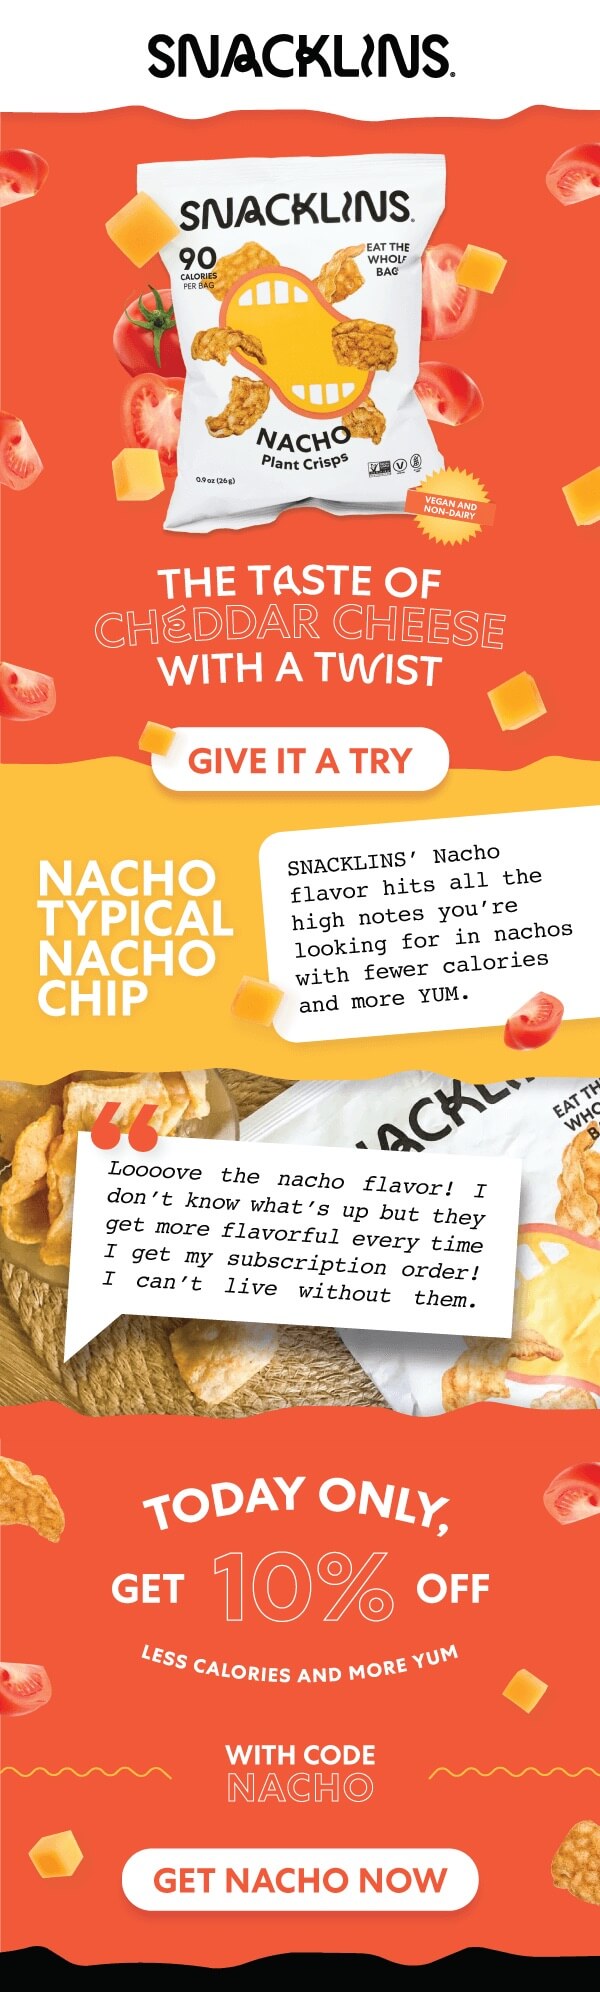 SNACKLINS.
SNACKLINS.
90
CALORIES
PER BAG
EAT THE
WHOLE
BAG
NACHO
Plant Crisps
0.9 oz (26g)
VEGAN AND
NON-DAIRY
THE TASTE OF
CHEDDAR CHEESE
WITH A TWIST
GIVE IT A TRY
NACHO
TYPICAL
NACHO
CHIP
SNACKLINS' Nacho
flavor hits all the
high notes you're
looking for in nachos
with fewer calories
and more YUM.
ACKL
EAT TH
WHO
B
“
Loooove the nacho flavor! I
don't know what's up but they
get more flavorful every time
I get my subscription order!
I can't live without them.
TODAY ONLY,
GET 10% OFF
LESS CALORIES AND MORE YUM
WITH CODE
NACHO
GET NACHO NOW